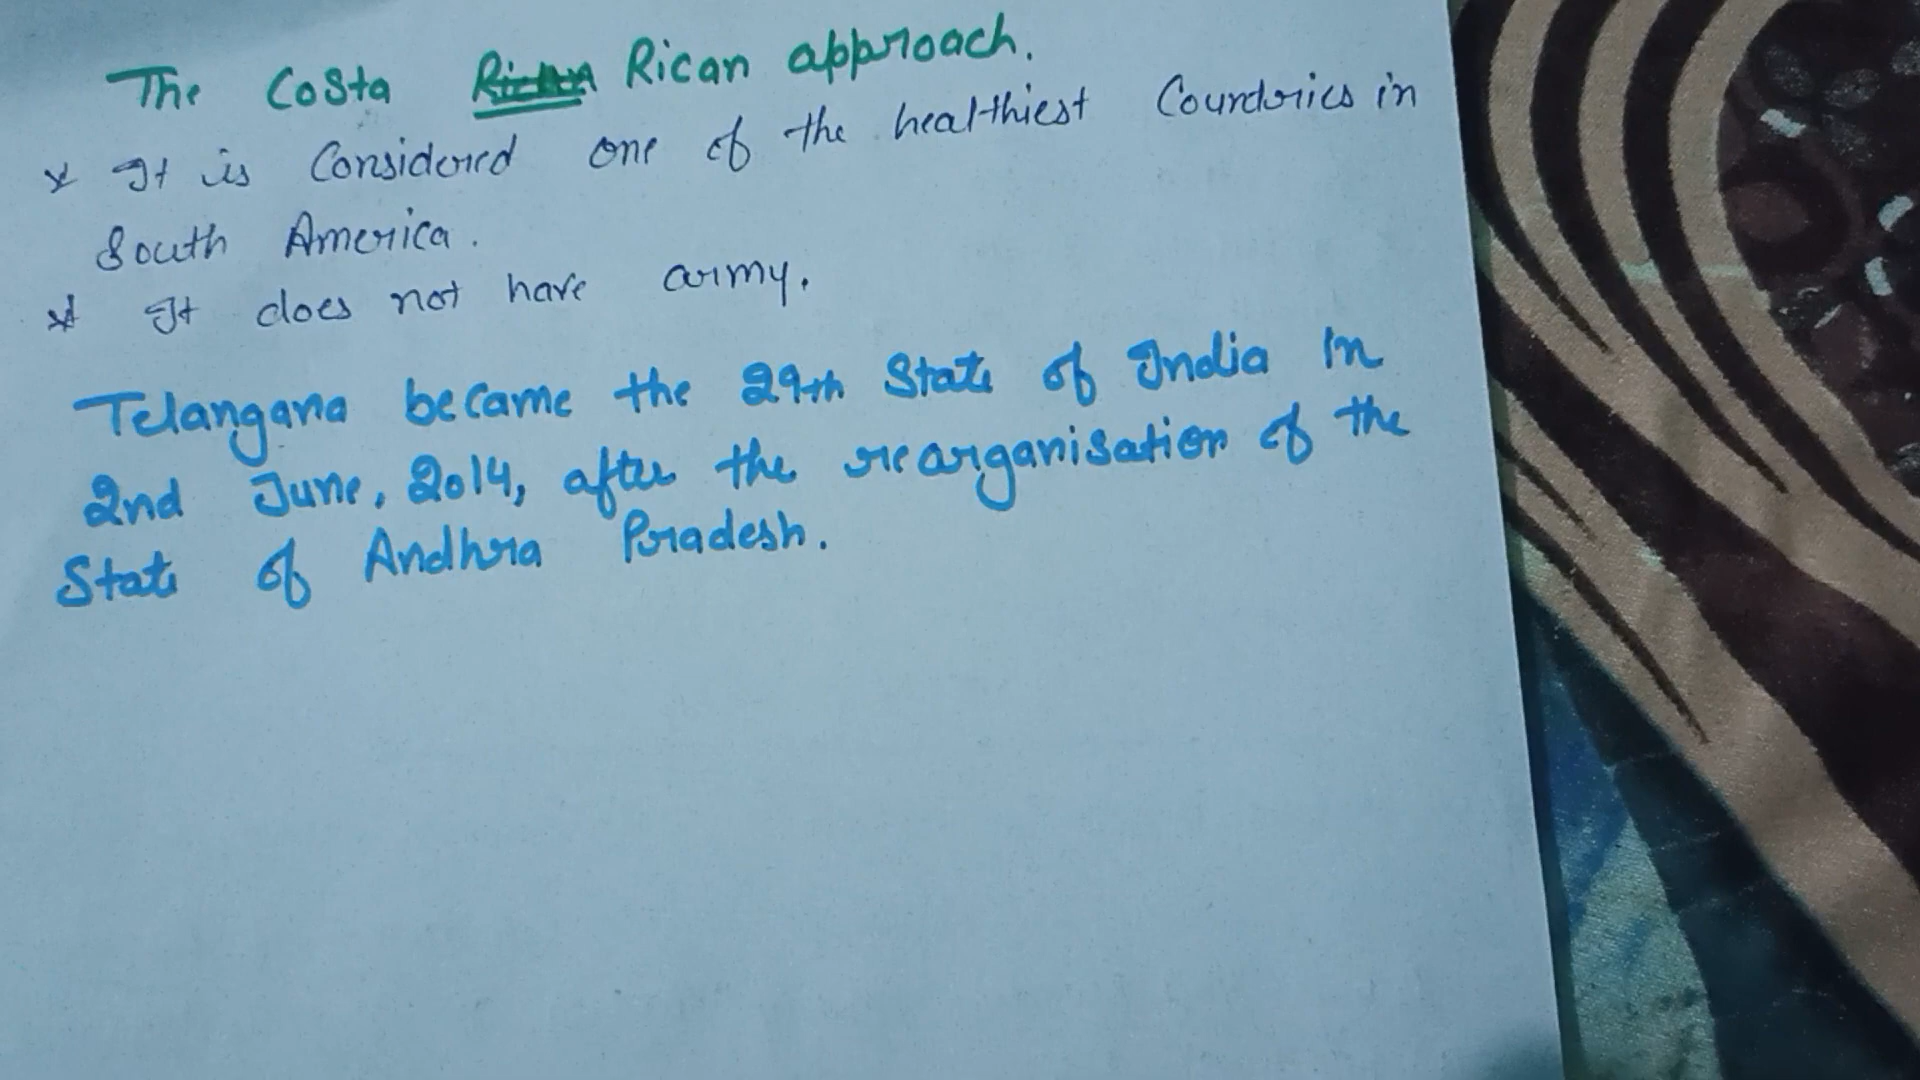 The Costa Rican approach.
* It is Considered one of the healthiest Countries in
South America.
* It does not have army.
Telangana became the 29th State of India In
2nd June, 2014, after the rearganisation of the
State of Andhra Pradesh.